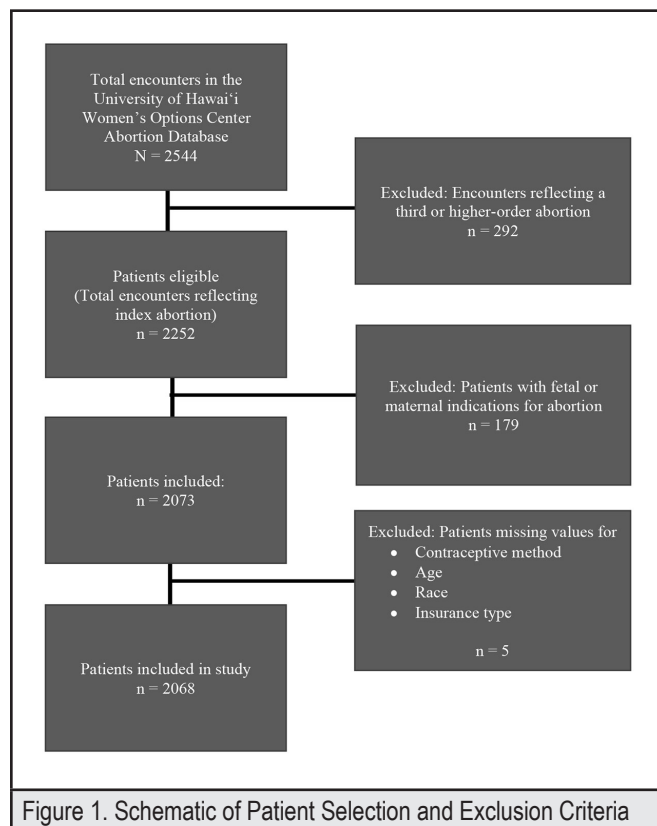 Total encounters in the
University of Hawai‘i
Women’s Options Center
Abortion Database
N = 2544
Excluded: Encounters reflecting a
third or higher-order abortion
n = 292
Patients eligible
(Total encounters reflecting
index abortion)
n = 2252
Excluded: Patients with fetal or
maternal indications for abortion
n = 179
Patients included:
n = 2073
Excluded: Patients missing values for
• Contraceptive method
• Age
• Race
• Insurance type
n = 5
Patients included in study
n = 2068
Figure 1. Schematic of Patient Selection and Exclusion Criteria